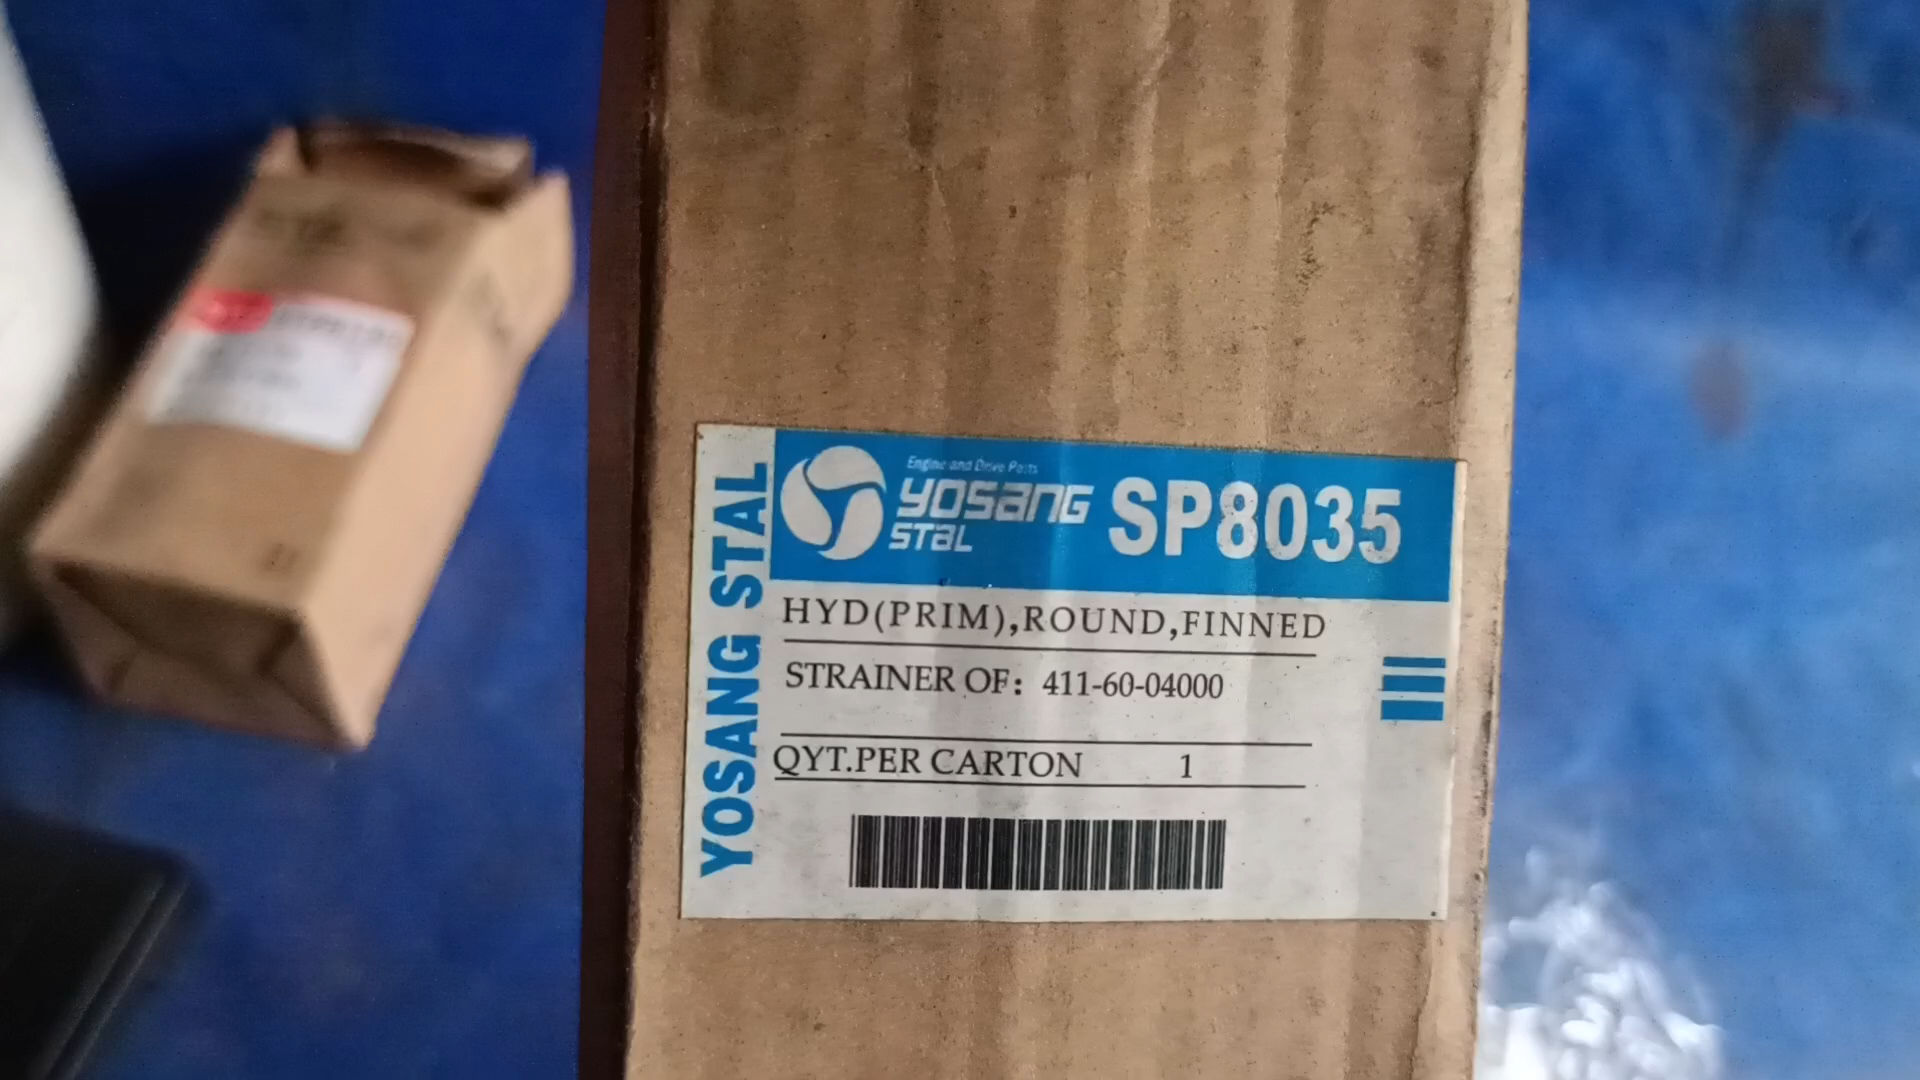 YOSANG STAL
Engine and Drive Parts
YOSANG
STAL
SP8035
HYD(PRIM),ROUND,FINNED
STRAINER OF: 411-60-04000
QYT.PER CARTON 1